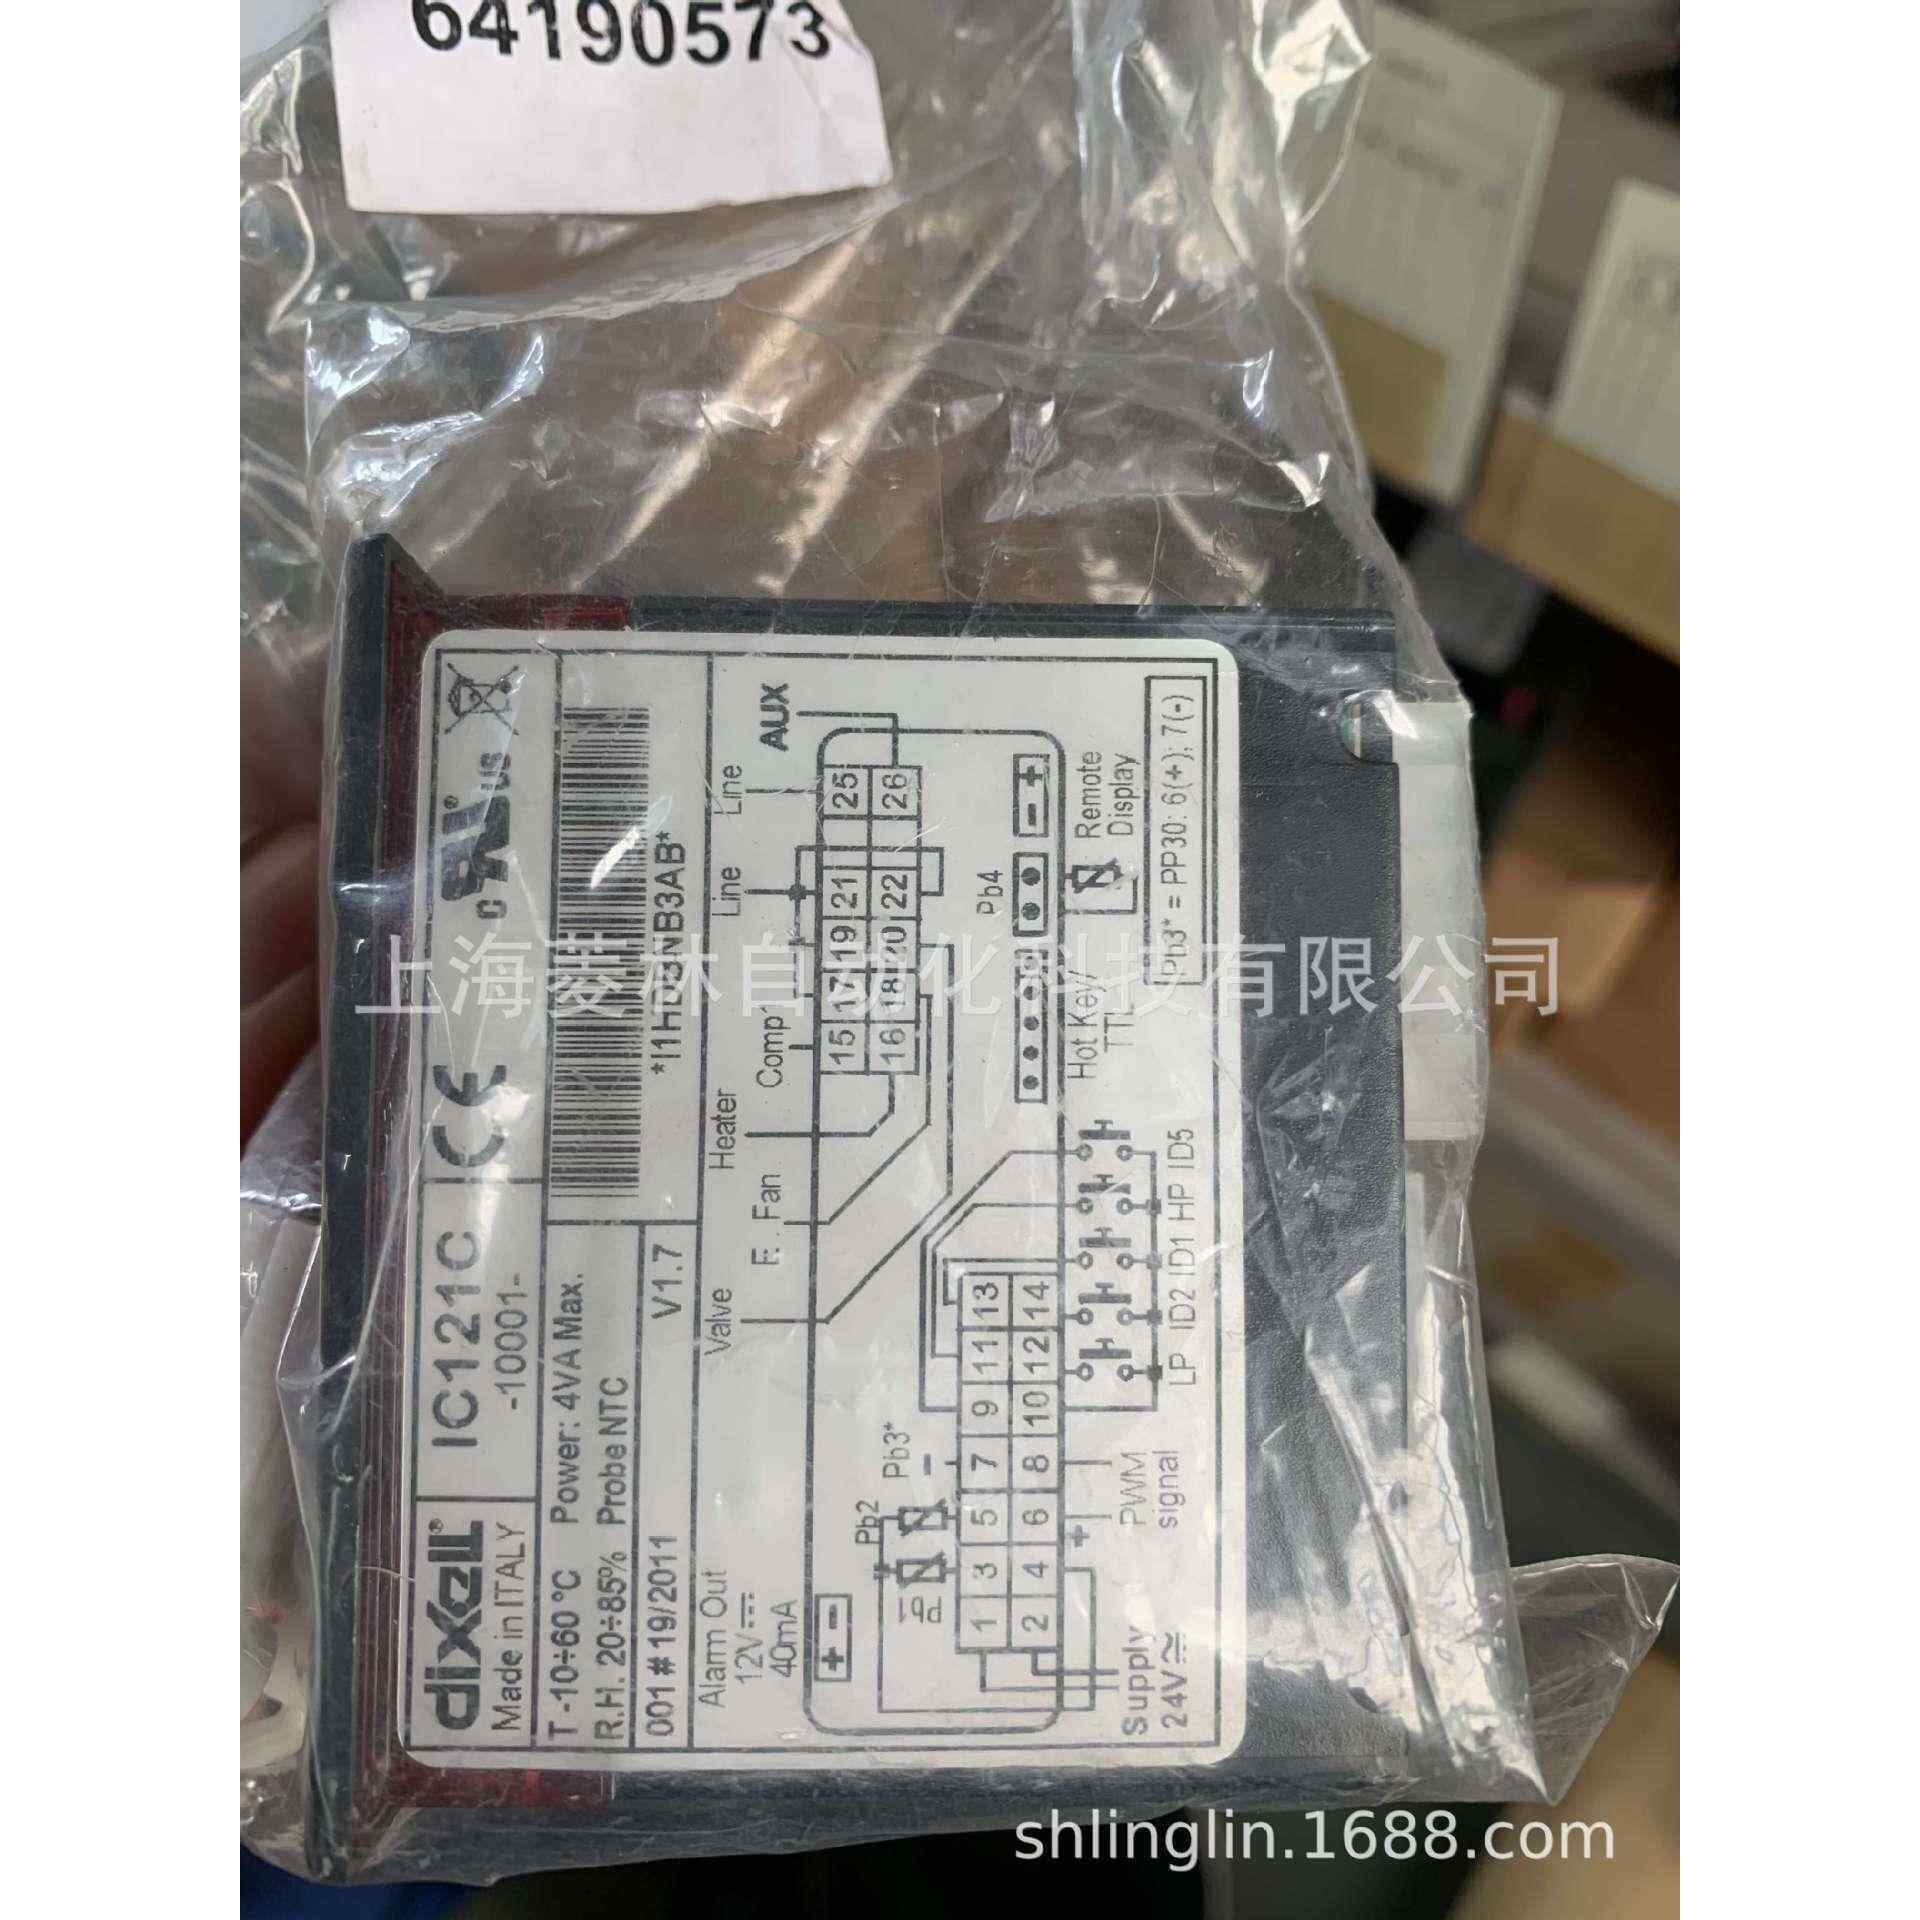 64190573
dixell®
Made in ITALY
IC121C
-10001-
CE
c UL® us
T -10÷60 °C Power: 4VA Max.
R.H. 20÷85% Probe NTC
001#19/2011 V1.7
*I1HD3NB3AB*
Alarm Out
12V
40mA
Valve
E. Fan
Heater
Comp1
Line
Line
AUX
+ -
15 17 19 21 25
16 18 20 22 26
Pb2
Pb3*
-
1 3 5 7 9 11 13
2 4 6 8 10 12 14
+
Supply
24V
PWM
signal
LP ID2 ID1 HP ID5
Hot Key/
TTL
Pb4
- +
Remote
Display
Pb3* = PP30: 6(+); 7(-)
上海菱林自动化科技有限公司
shlinglin.1688.com